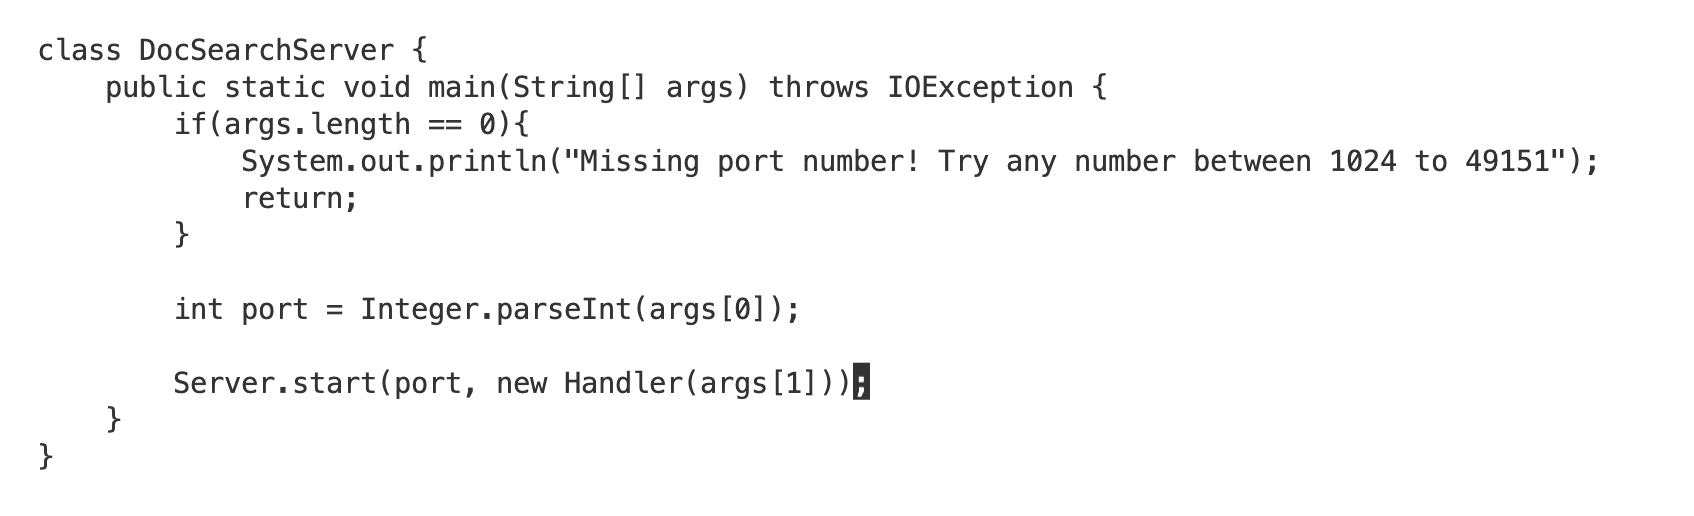 class DocSearchServer {
    public static void main(String[] args) throws IOException {
        if(args.length == 0){
            System.out.println("Missing port number! Try any number between 1024 to 49151");
            return;
        }

        int port = Integer.parseInt(args[0]);

        Server.start(port, new Handler(args[1]));
    }
}